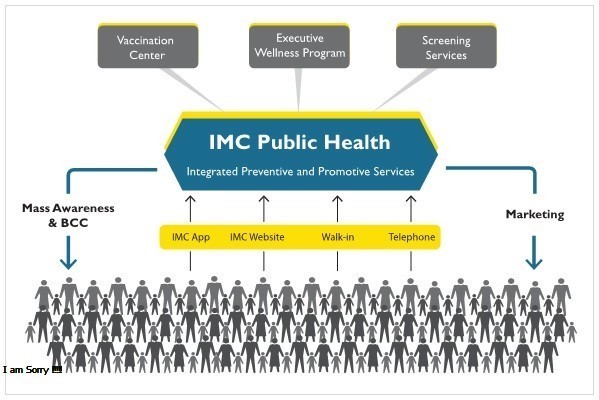 Vaccination
Center
Executive
Wellness Program
Screening
Services
IMC Public Health
Integrated Preventive and Promotive Services
Mass Awareness
& BCC
Marketing
IMC App
IMC Website
Walk-in
Telephone
I am Sorry